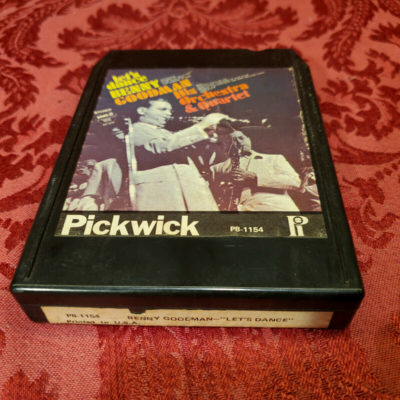 let's
dance
BENNY
GOODMAN
His
Orchestra
& Quartet
Pickwick
P8-1154
P8-1154 BENNY GOODMAN—"LET'S DANCE"
Printed in U.S.A.